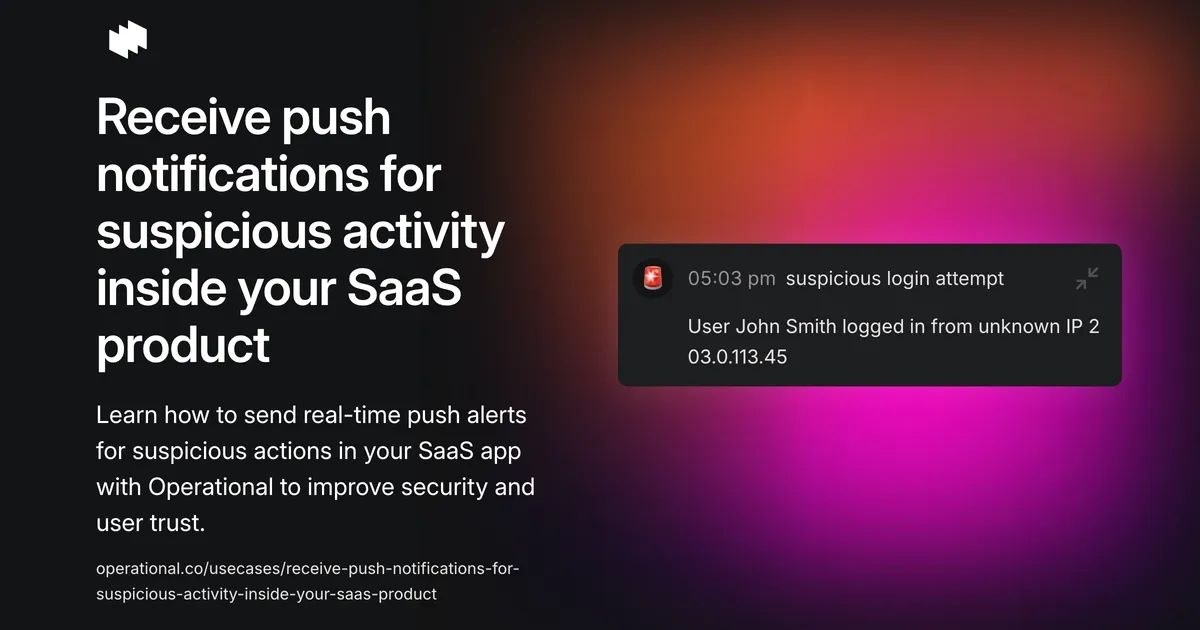 Receive push
notifications for
suspicious activity
inside your SaaS
product
Learn how to send real-time push alerts
for suspicious actions in your SaaS app
with Operational to improve security and
user trust.
operational.co/usecases/receive-push-notifications-for-
suspicious-activity-inside-your-saas-product
05:03 pm suspicious login attempt
User John Smith logged in from unknown IP 2
03.0.113.45